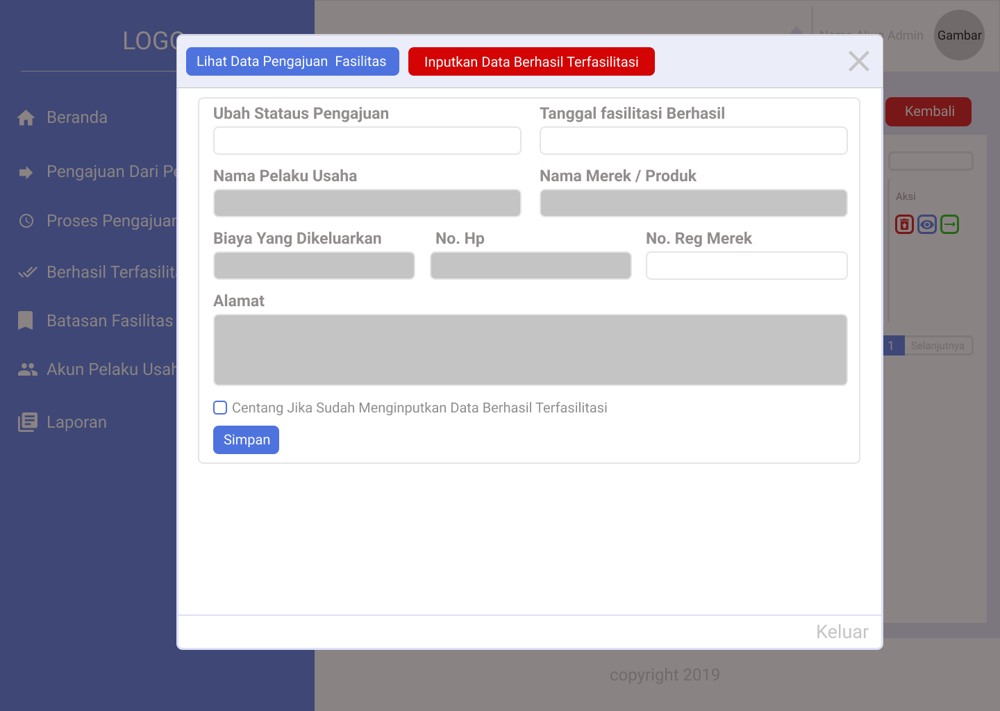 LOGO
Nama Akun Admin
Gambar
Lihat Data Pengajuan Fasilitas
Inputkan Data Berhasil Terfasilitasi
Kembali
Beranda
Pengajuan Dari
Proses Pengajuan
Berhasil Terfasilita
Batasan Fasilitas
Akun Pelaku Usah
Laporan
Ubah Stataus Pengajuan
Tanggal fasilitasi Berhasil
Nama Pelaku Usaha
Nama Merek / Produk
Biaya Yang Dikeluarkan
No. Hp
No. Reg Merek
Alamat
Centang Jika Sudah Menginputkan Data Berhasil Terfasilitasi
Simpan
Aksi
1
Selanjutnya
Keluar
copyright 2019